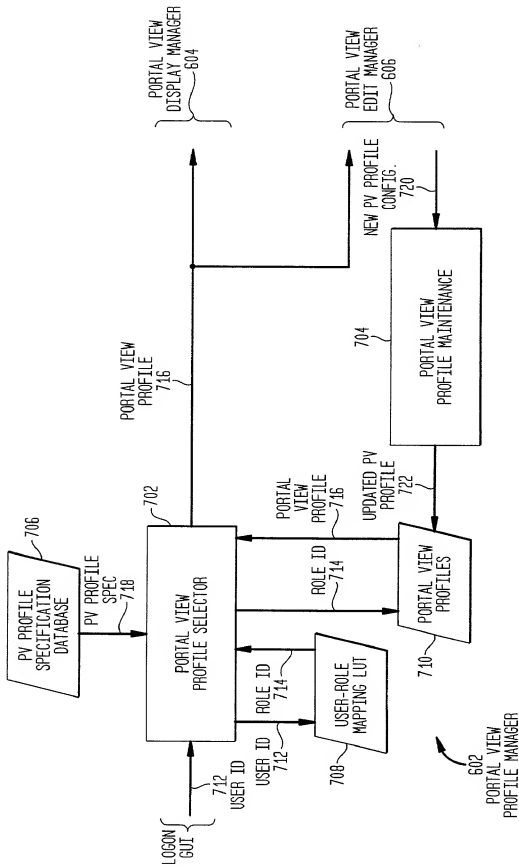 PV PROFILE
SPECIFICATION
DATABASE
706
PV PROFILE
SPEC
718
LOGON
GUI
712
USER ID
PORTAL VIEW
PROFILE SELECTOR
702
PORTAL VIEW
PROFILE
716
PORTAL VIEW
DISPLAY MANAGER
604
USER ID
712
ROLE ID
714
USER-ROLE
MAPPING LUT
708
ROLE ID
714
PORTAL
VIEW
PROFILE
716
PORTAL VIEW
PROFILES
710
UPDATED PV
PROFILE
722
PORTAL VIEW
PROFILE MAINTENANCE
704
NEW PV PROFILE
CONFIG.
720
PORTAL VIEW
EDIT MANAGER
606
602
PORTAL VIEW
PROFILE MANAGER